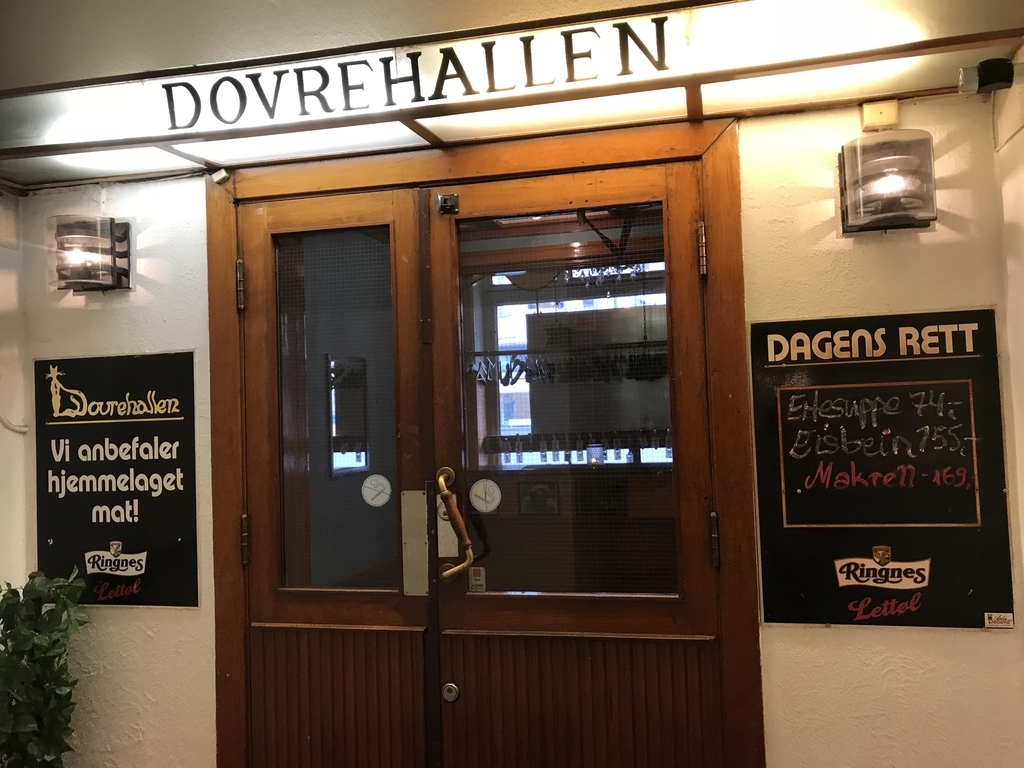 DOVREHALLEN
Dovrehallen
Vi anbefaler
hjemmelaget
mat!
Ringnes
Lettøl
DAGENS RETT
Ertesuppe 74,-
Eisbein 155,-
Makrell - 169,
Ringnes
Lettøl